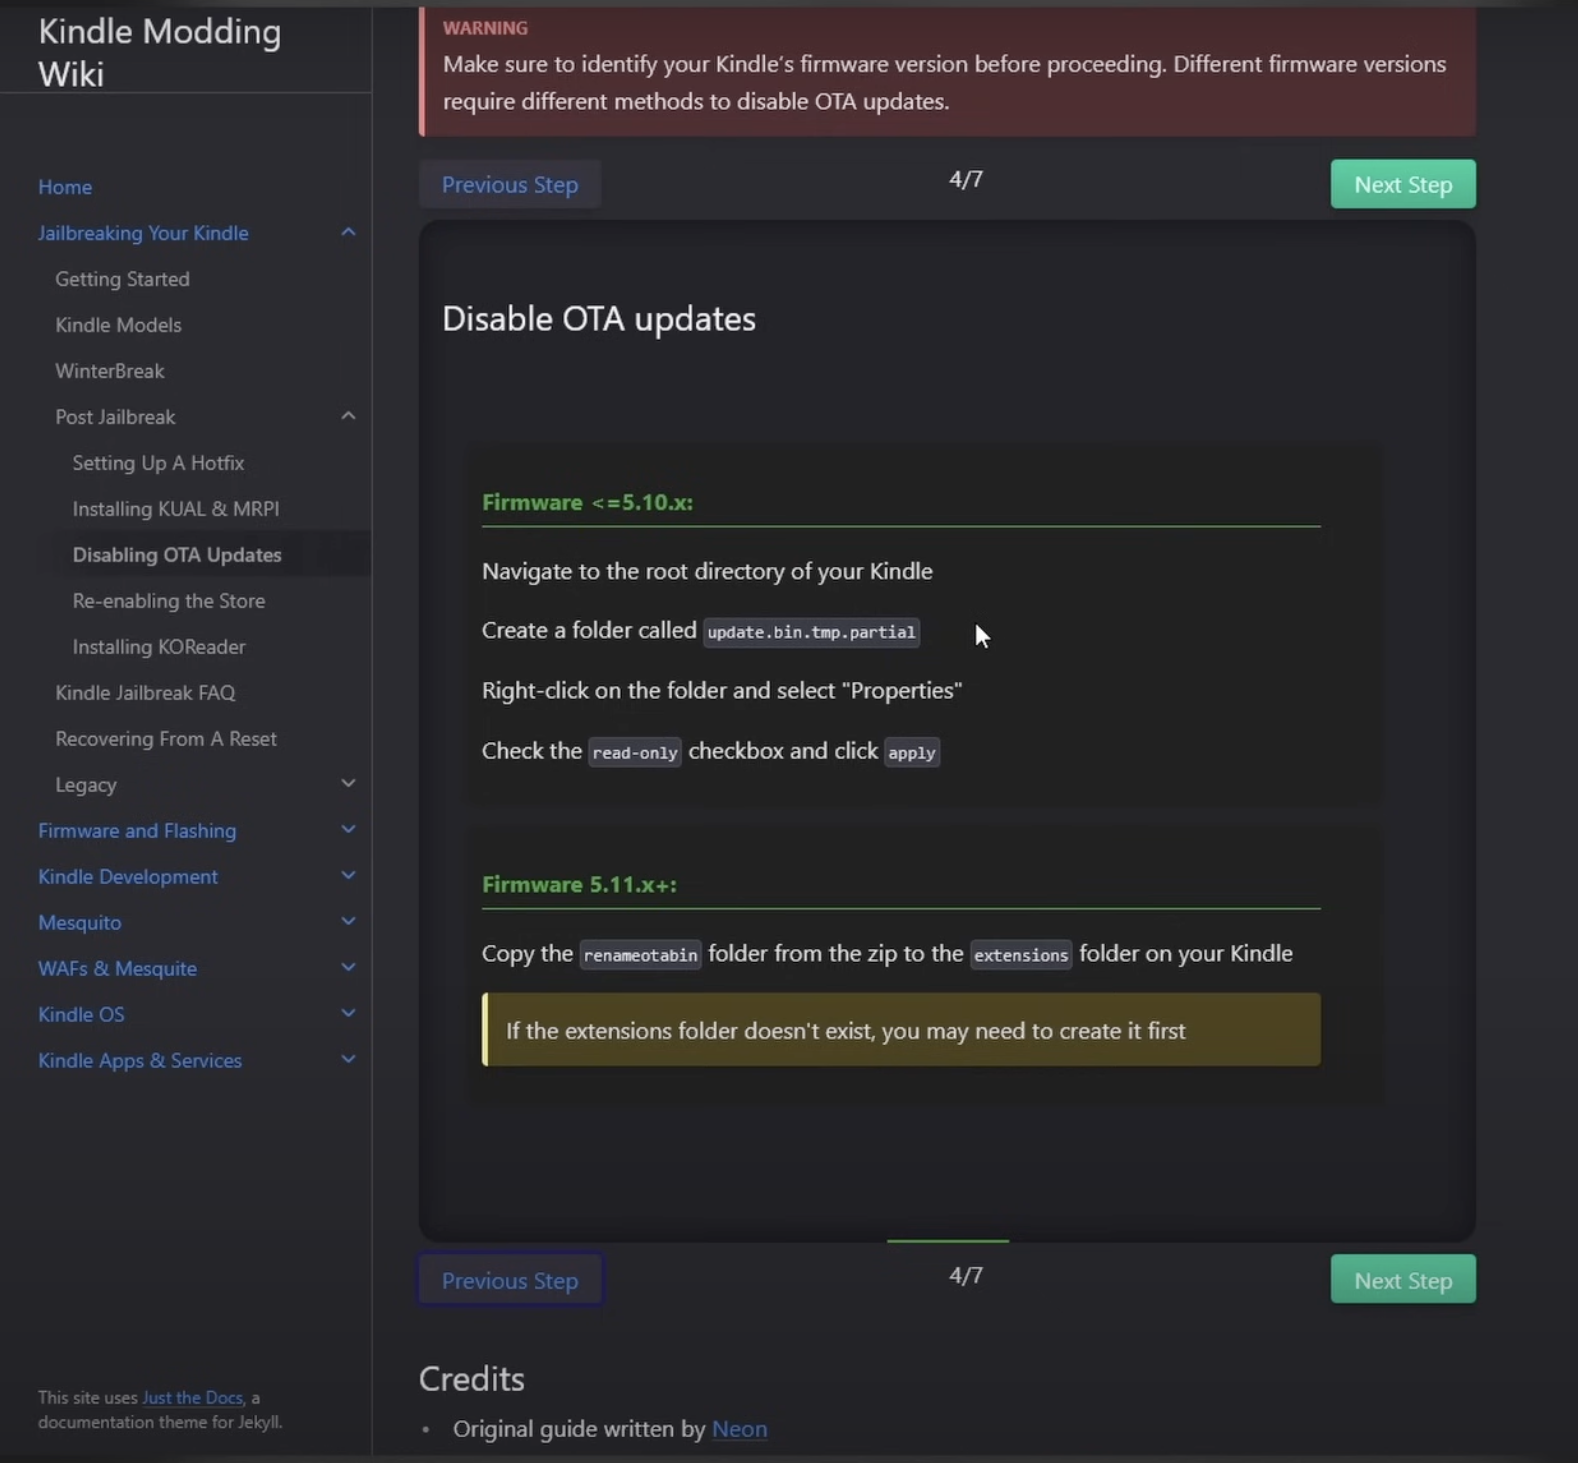 Kindle Modding
Wiki
Home
Jailbreaking Your Kindle
Getting Started
Kindle Models
WinterBreak
Post Jailbreak
Setting Up A Hotfix
Installing KUAL & MRPI
Disabling OTA Updates
Re-enabling the Store
Installing KOReader
Kindle Jailbreak FAQ
Recovering From A Reset
Legacy
Firmware and Flashing
Kindle Development
Mesquito
WAFs & Mesquite
Kindle OS
Kindle Apps & Services
This site uses Just the Docs, a
documentation theme for Jekyll.
WARNING
Make sure to identify your Kindle's firmware version before proceeding. Different firmware versions
require different methods to disable OTA updates.
Previous Step 4/7 Next Step
Disable OTA updates
Firmware <=5.10.x:
Navigate to the root directory of your Kindle
Create a folder called update.bin.tmp.partial
Right-click on the folder and select "Properties"
Check the read-only checkbox and click apply
Firmware 5.11.x+:
Copy the renameotabin folder from the zip to the extensions folder on your Kindle
If the extensions folder doesn't exist, you may need to create it first
Previous Step 4/7 Next Step
Credits
• Original guide written by Neon